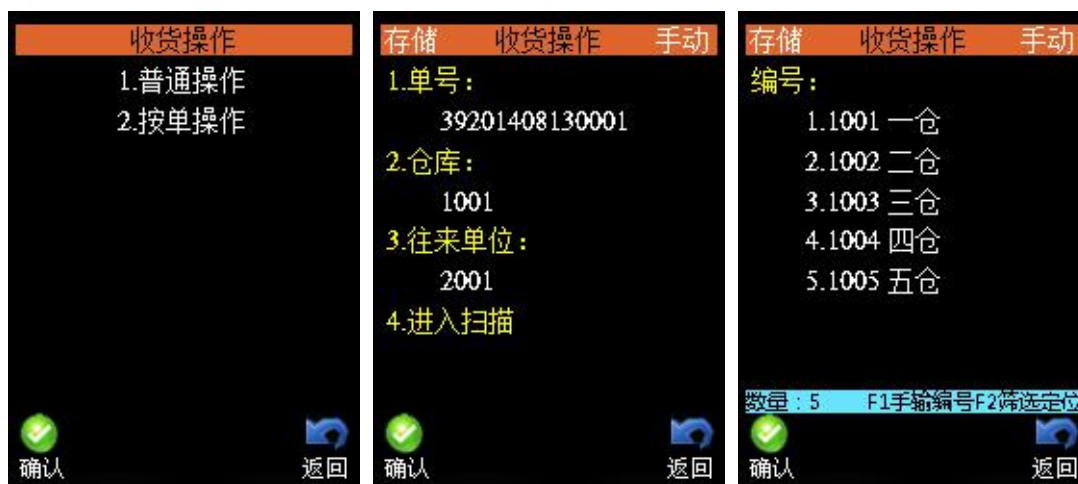 收货操作
1.普通操作
2.按单操作
确认
返回
存储
收货操作
手动
1.单号：
39201408130001
2.仓库：
1001
3.往来单位：
2001
4.进入扫描
确认
返回
存储
收货操作
手动
编号：
1.1001 一仓
2.1002 二仓
3.1003 三仓
4.1004 四仓
5.1005 五仓
数量：5 F1手输编号F2筛选定位
确认
返回